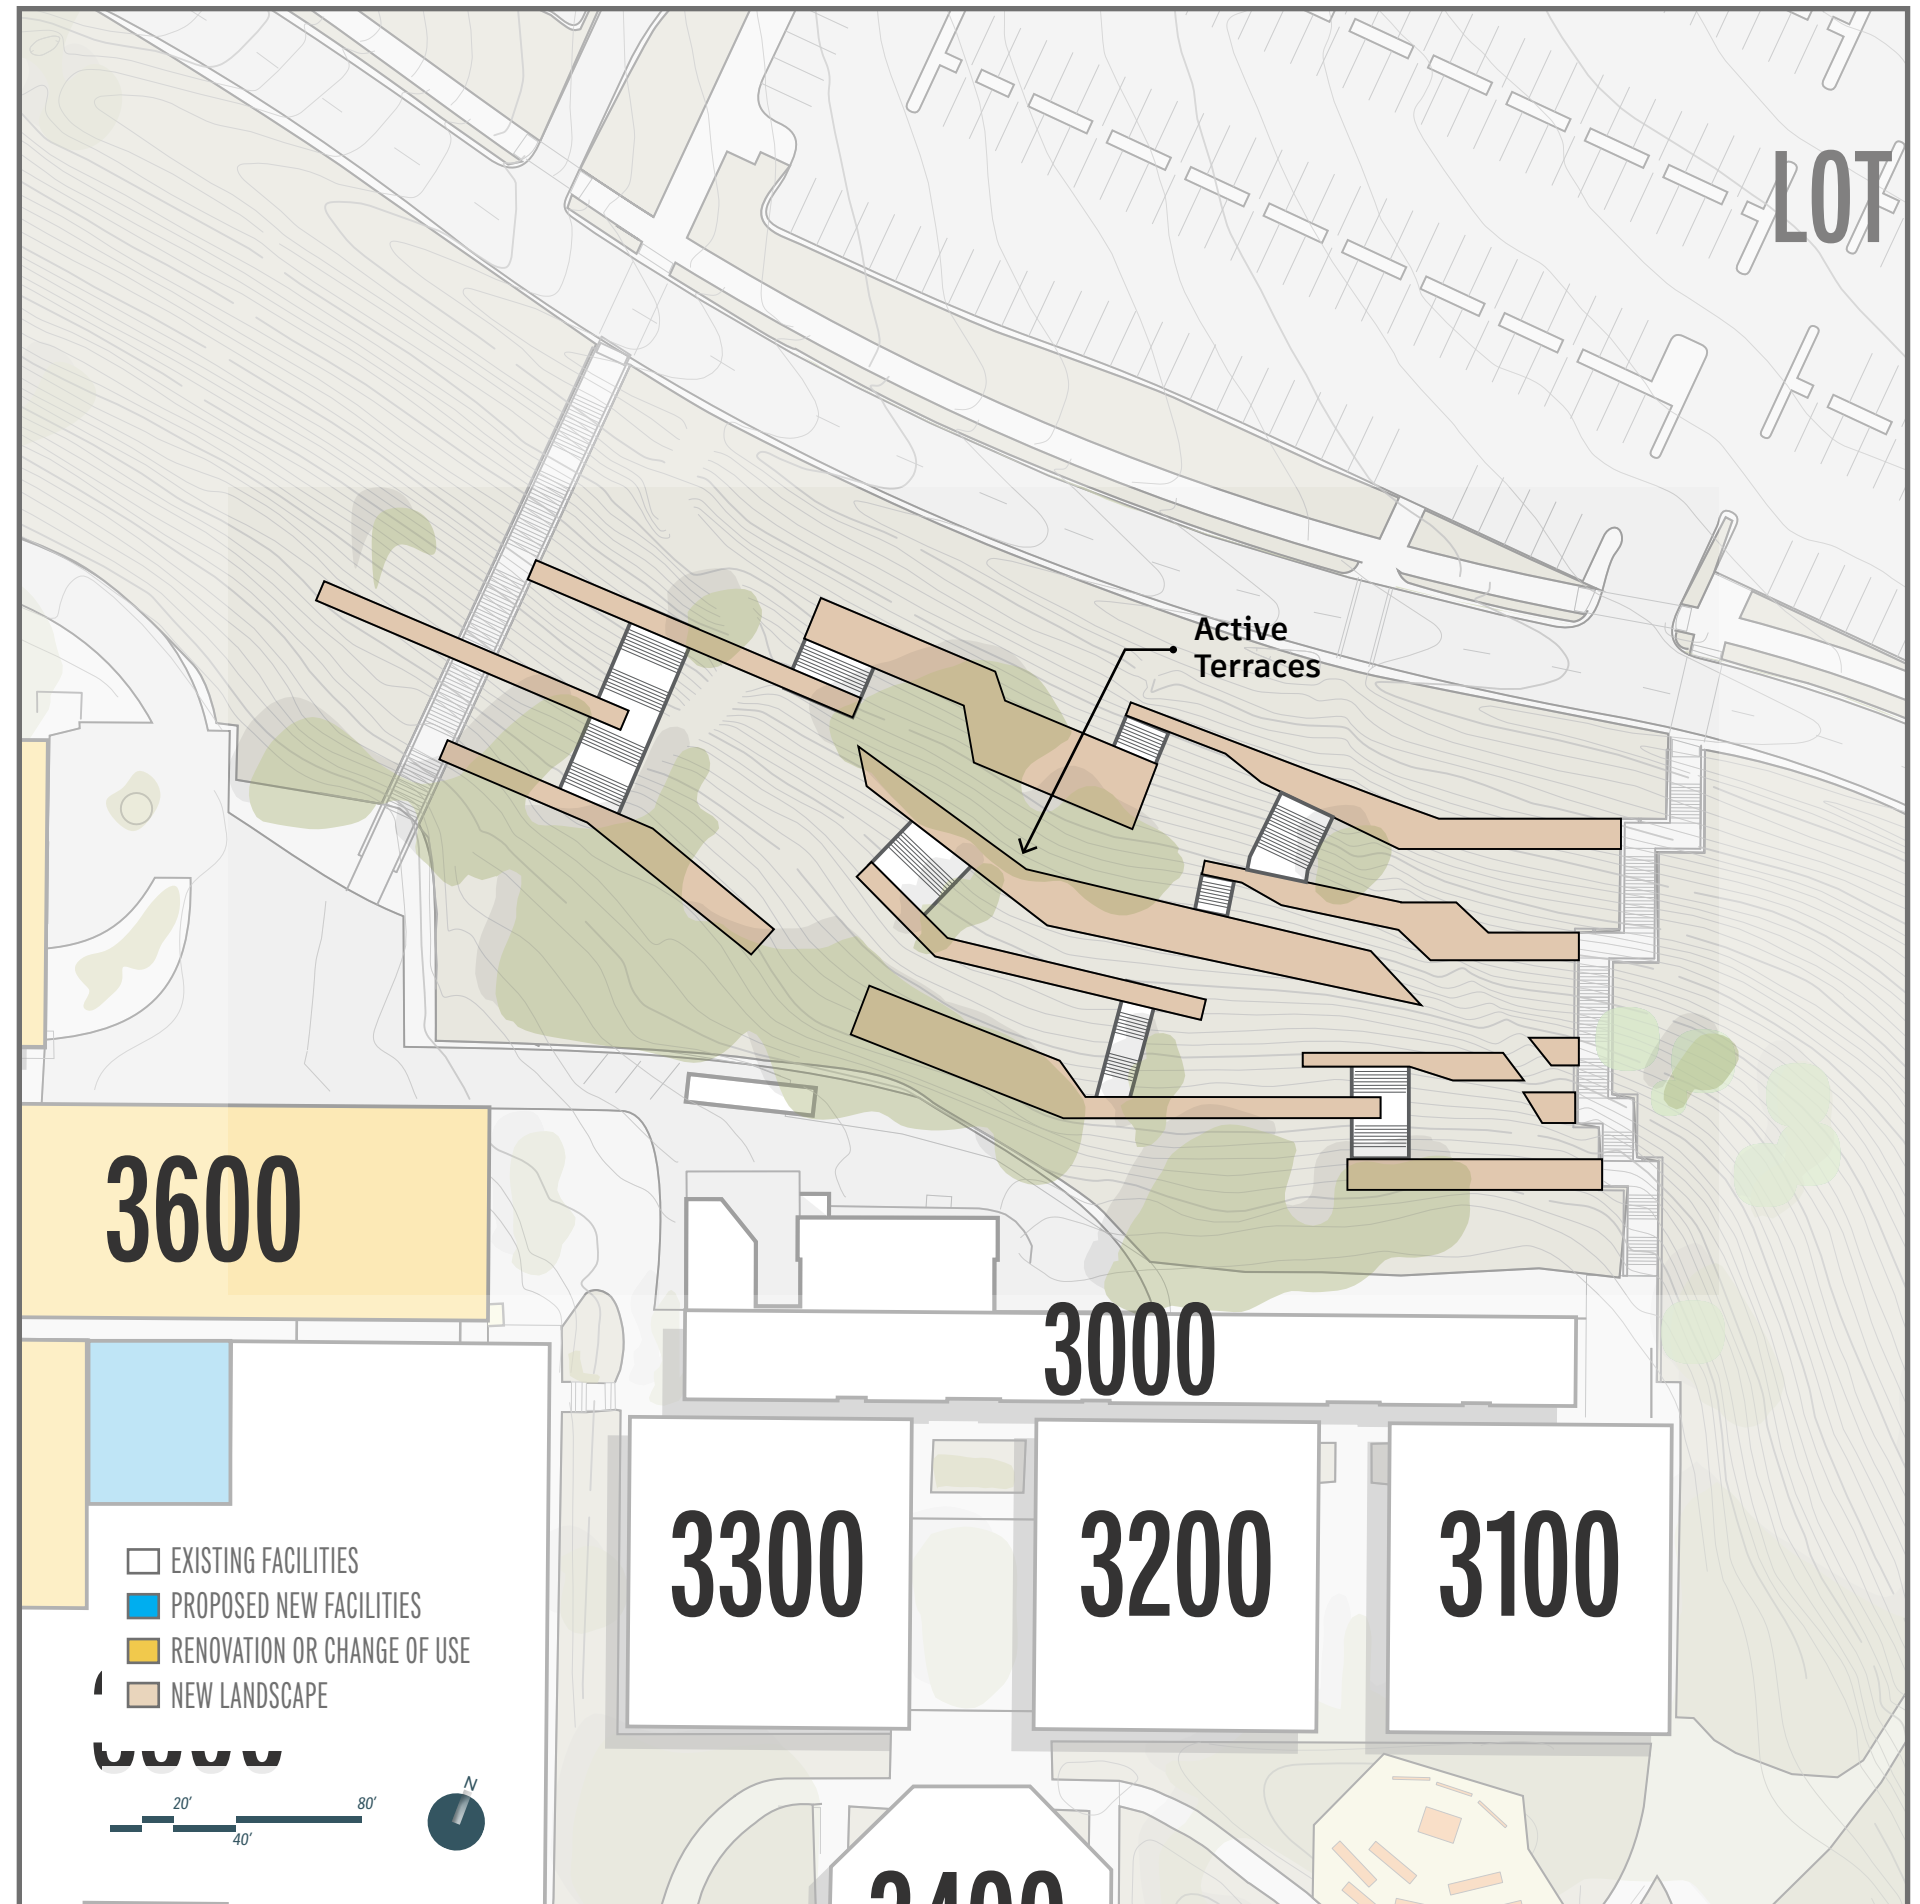 LOT
Active
Terraces
3600
3000
3300
3200
3100
EXISTING FACILITIES
PROPOSED NEW FACILITIES
RENOVATION OR CHANGE OF USE
NEW LANDSCAPE
N
20'
80'
40'
3400